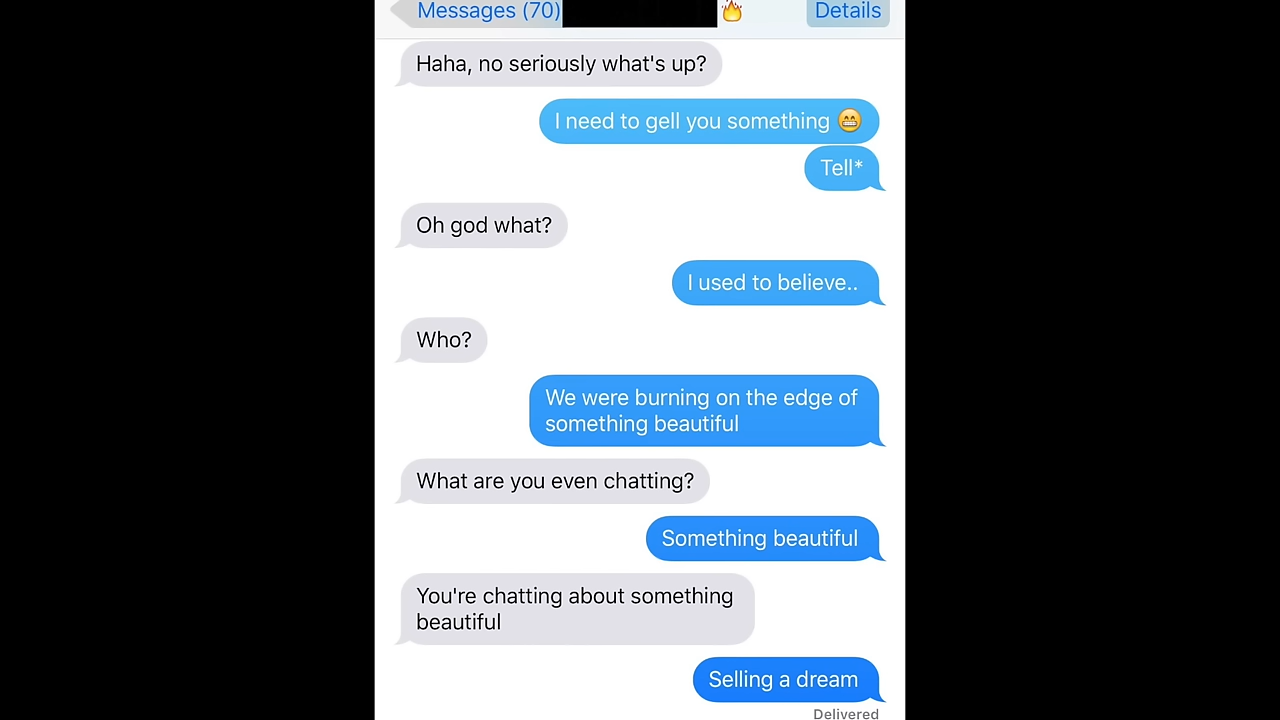 Messages (70) 🔥 Details
Haha, no seriously what's up?
I need to gell you something 😁
Tell*
Oh god what?
I used to believe..
Who?
We were burning on the edge of
something beautiful
What are you even chatting?
Something beautiful
You're chatting about something
beautiful
Selling a dream
Delivered